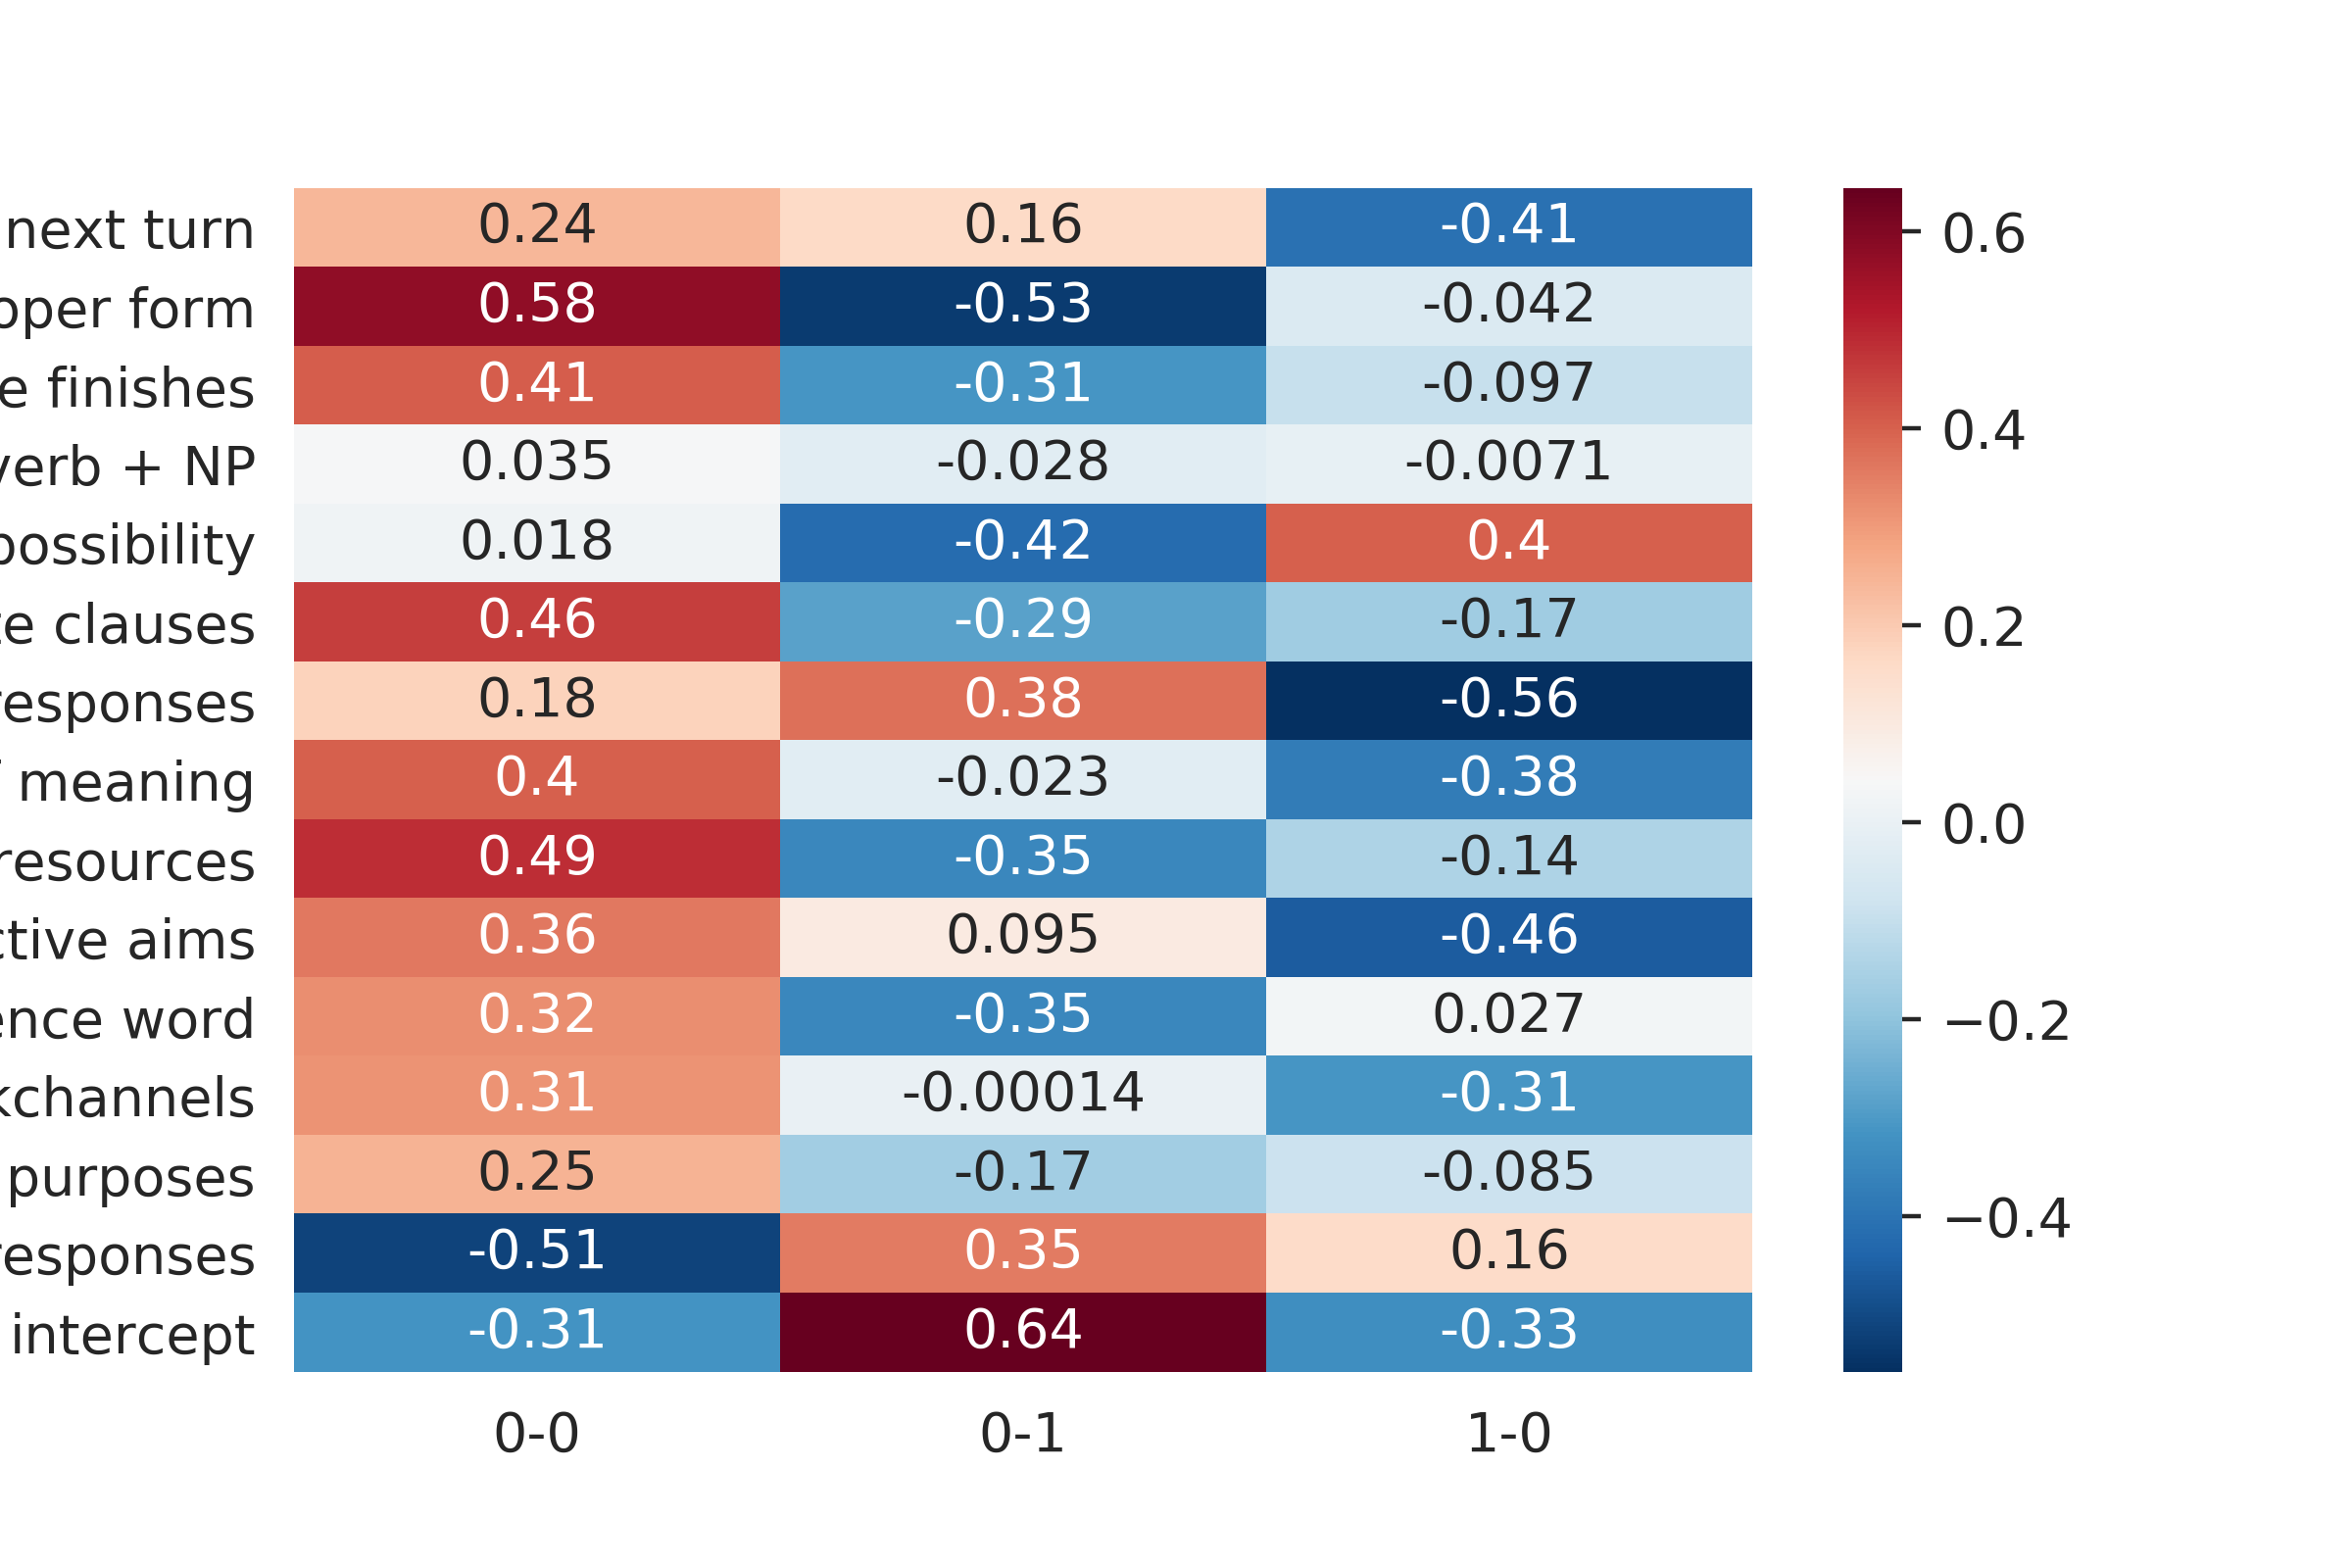 next turn 0.24 0.16 -0.41 0.6
form 0.58 -0.53 -0.042
finishes 0.41 -0.31 -0.097 0.4
verb + NP 0.035 -0.028 -0.0071
possibility 0.018 -0.42 0.4
clauses 0.46 -0.29 -0.17 0.2
responses 0.18 0.38 -0.56
meaning 0.4 -0.023 -0.38 0.0
resources 0.49 -0.35 -0.14
aims 0.36 0.095 -0.46
word 0.32 -0.35 0.027 −0.2
kchannels 0.31 -0.00014 -0.31
purposes 0.25 -0.17 -0.085 −0.4
responses -0.51 0.35 0.16
intercept -0.31 0.64 -0.33
0-0 0-1 1-0